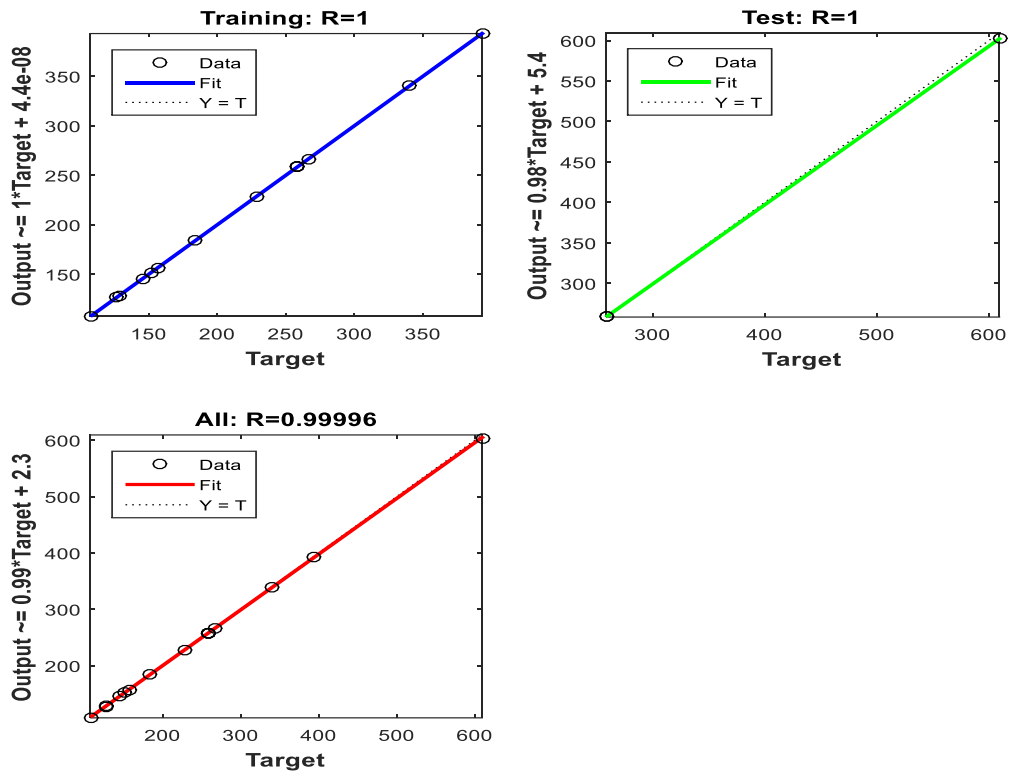 Training: R=1
Output ~= 1*Target + 4.4e-08
350
300
250
200
150
Data
Fit
Y = T
150
200
250
300
350
Target
Test: R=1
Output ~= 0.98*Target + 5.4
600
550
500
450
400
350
300
Data
Fit
Y = T
300
400
500
600
Target
All: R=0.99996
Output ~= 0.99*Target + 2.3
600
500
400
300
200
Data
Fit
Y = T
200
300
400
500
600
Target